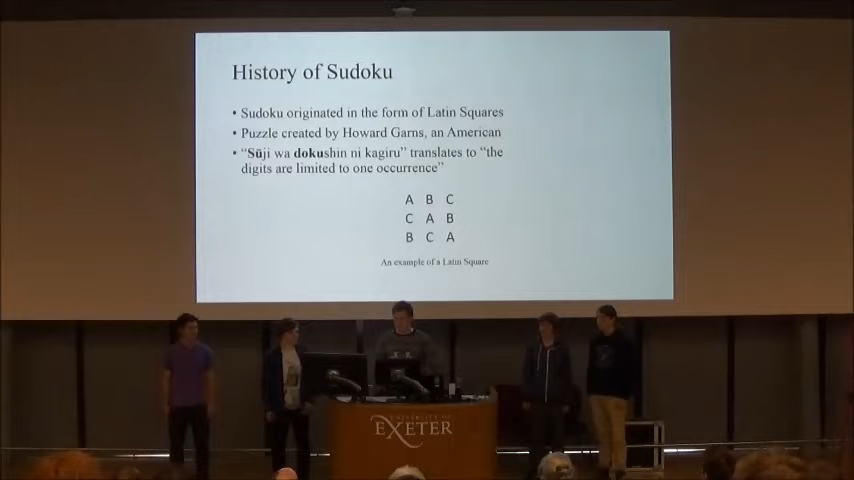 History of Sudoku
• Sudoku originated in the form of Latin Squares
• Puzzle created by Howard Garns, an American
• “Sūji wa dokushin ni kagiru” translates to “the
digits are limited to one occurrence”
A B C
C A B
B C A
An example of a Latin Square
UNIVERSITY OF
EXETER